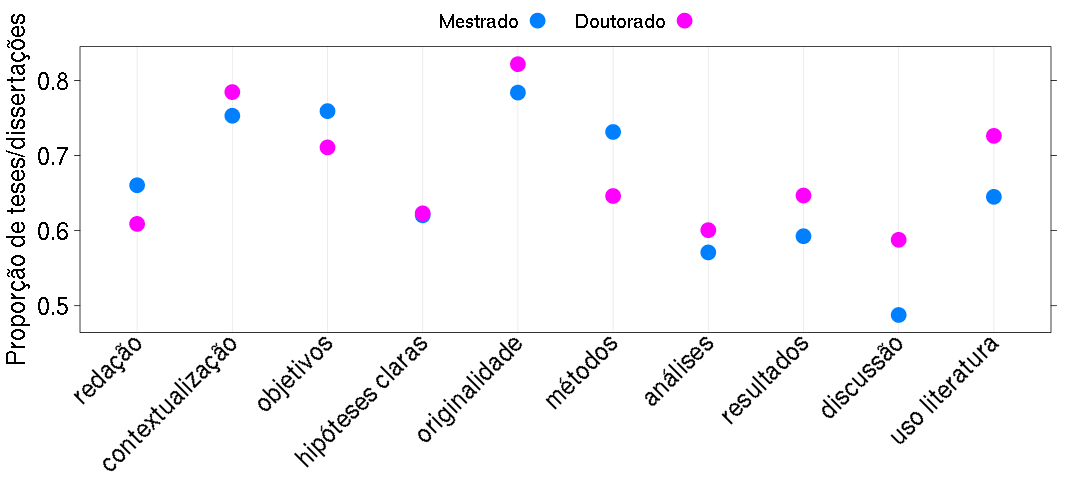 Mestrado Doutorado
Proporção de teses/dissertações
0.8
0.7
0.6
0.5
redação
contextualização
objetivos
hipóteses claras
originalidade
métodos
análises
resultados
discussão
uso literatura